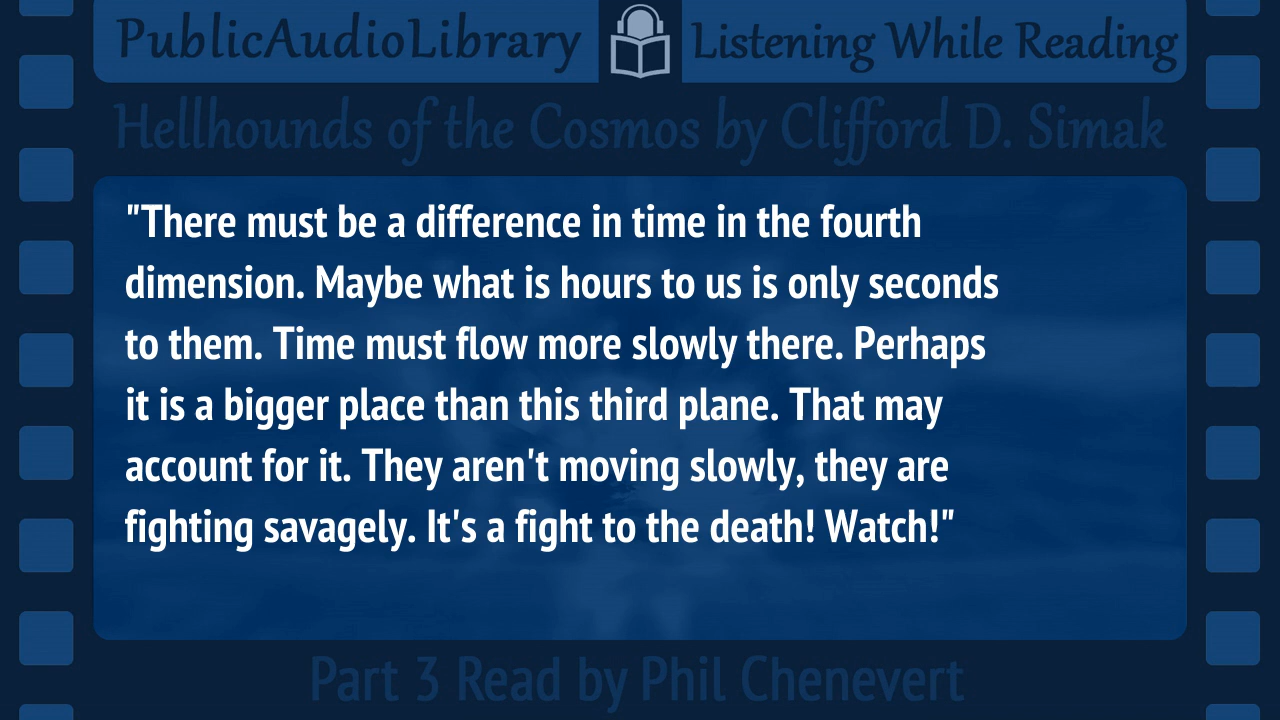 PublicAudioLibrary Listening While Reading
Hellhounds of the Cosmos by Clifford D. Simak
"There must be a difference in time in the fourth
dimension. Maybe what is hours to us is only seconds
to them. Time must flow more slowly there. Perhaps
it is a bigger place than this third plane. That may
account for it. They aren't moving slowly, they are
fighting savagely. It's a fight to the death! Watch!"
Part 3 Read by Phil Chenevert